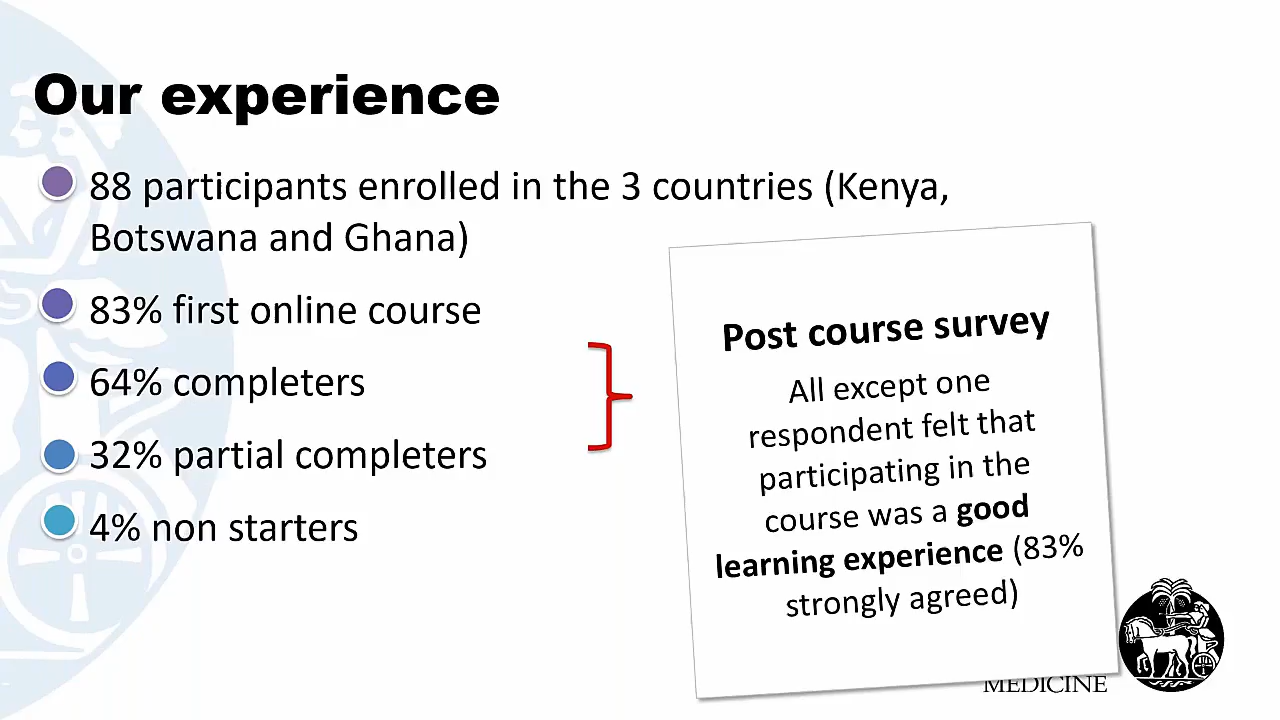 Our experience
88 participants enrolled in the 3 countries (Kenya,
Botswana and Ghana)
83% first online course
64% completers
32% partial completers
4% non starters
Post course survey
All except one
respondent felt that
participating in the
course was a good
learning experience (83%
strongly agreed)
MEDICINE